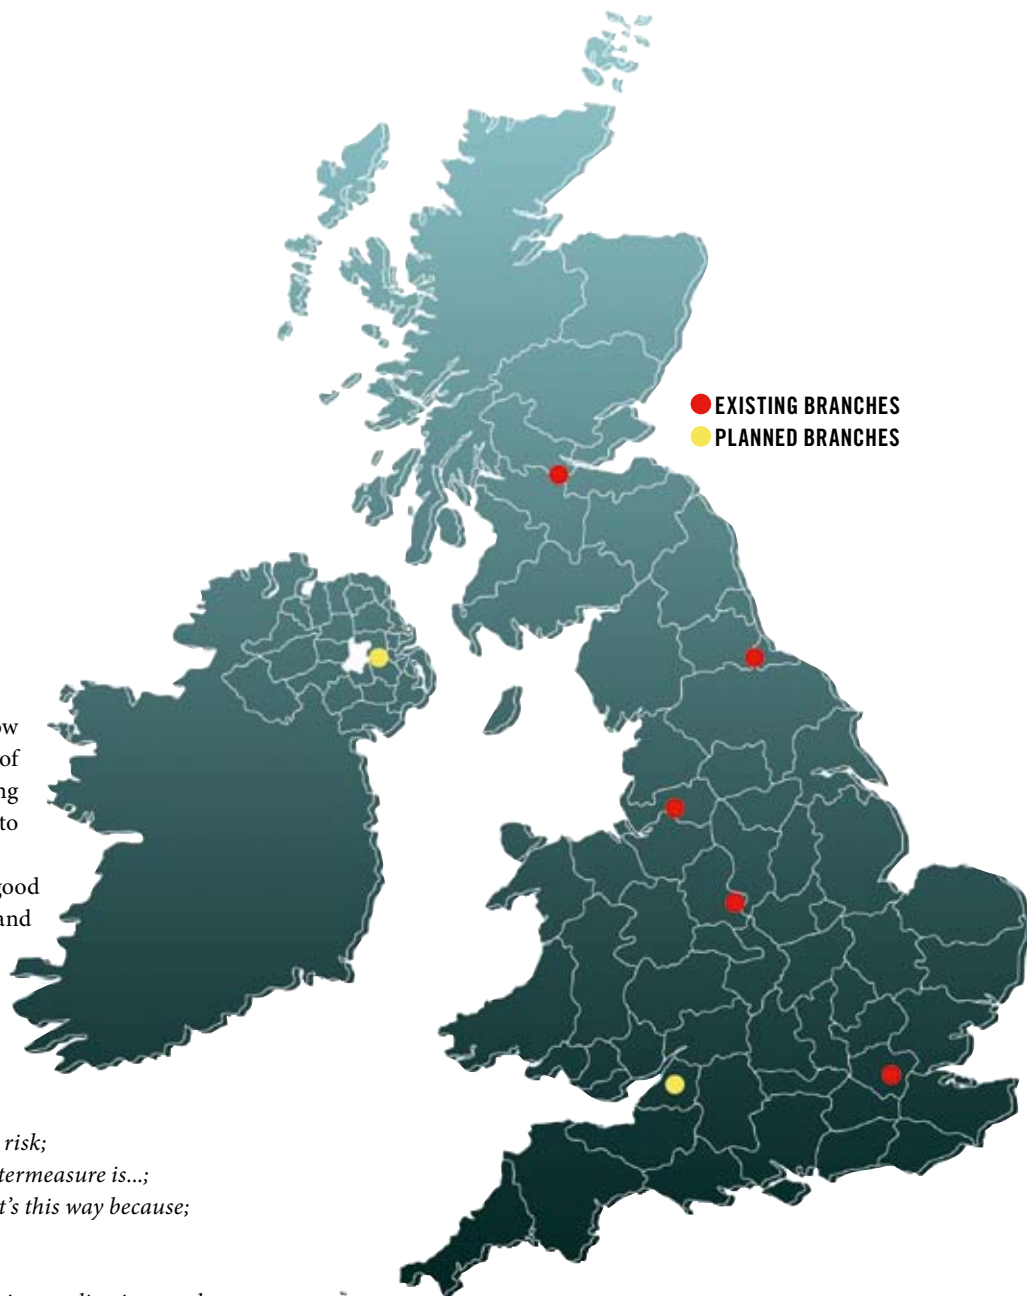 EXISTING BRANCHES
PLANNED BRANCHES
ow
of
ng
to
good
and
risk;
termeasure is...;
t's this way because;